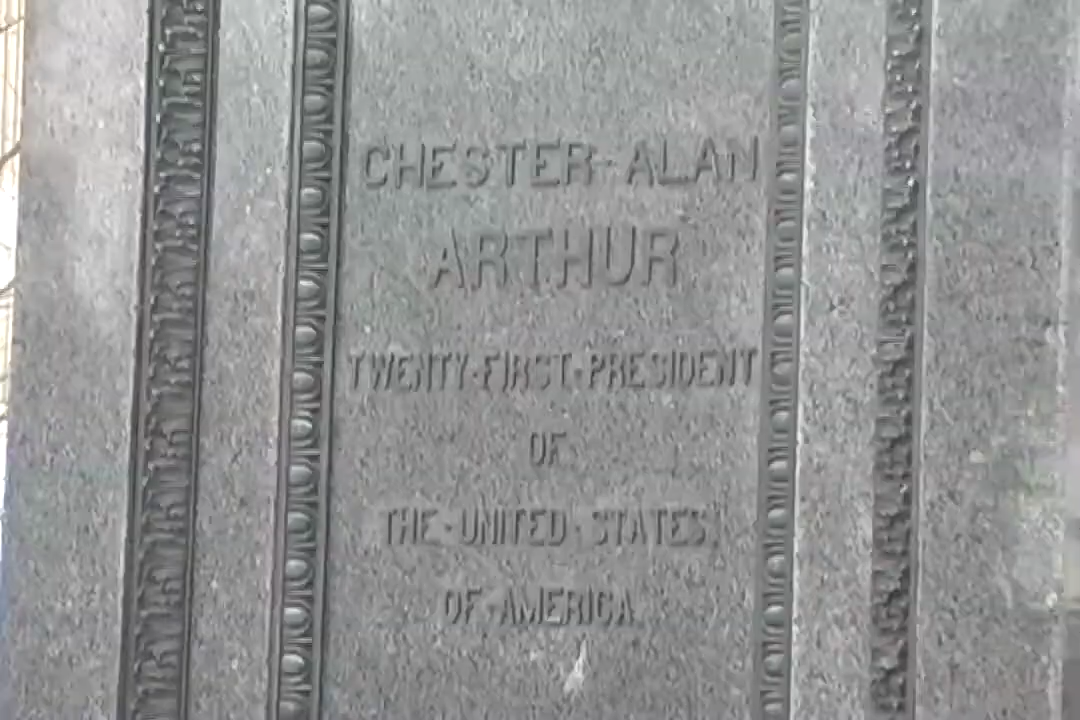 CHESTER-ALAN
ARTHUR
TWENTY·FIRST·PRESIDENT
OF
THE·UNITED·STATES
OF·AMERICA